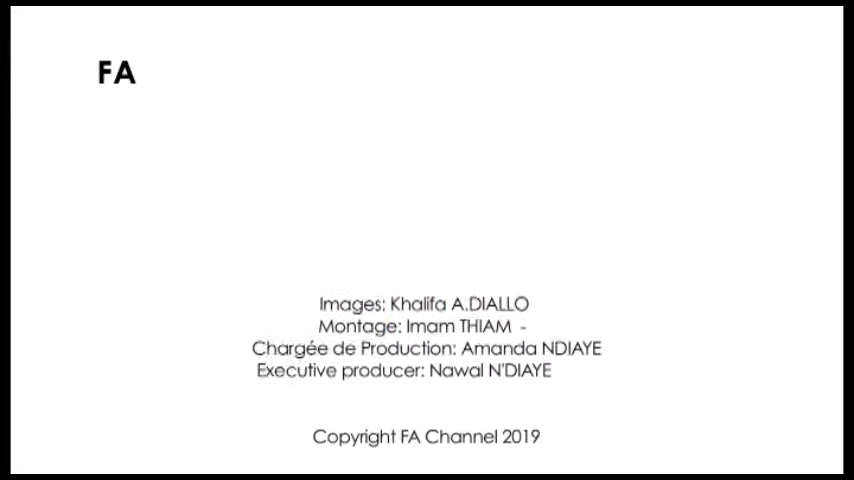 FA
Images: Khalifa A.DIALLO
Montage: Imam THIAM -
Chargée de Production: Amanda NDIAYE
Executive producer: Nawal N'DIAYE
Copyright FA Channel 2019